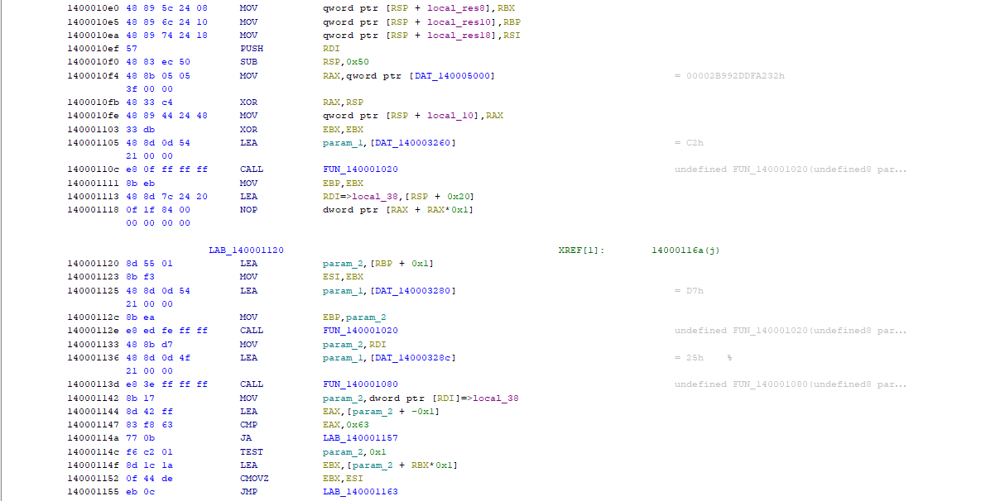 1400010e0 48 89 5c 24 08 MOV qword ptr [RSP + local_res8],RBX
1400010e5 48 89 6c 24 10 MOV qword ptr [RSP + local_res10],RBP
1400010ea 48 89 74 24 18 MOV qword ptr [RSP + local_res18],RSI
1400010ef 57 PUSH RDI
1400010f0 48 83 ec 50 SUB RSP,0x50
1400010f4 48 8b 05 05 MOV RAX,qword ptr [DAT_140005000] = 00002B992DDFA232h
3f 00 00
1400010fb 48 33 c4 XOR RAX,RSP
1400010fe 48 89 44 24 48 MOV qword ptr [RSP + local_10],RAX
140001103 33 db XOR EBX,EBX
140001105 48 8d 0d 54 LEA param_1,[DAT_140003260] = C2h
21 00 00
14000110c e8 0f ff ff ff CALL FUN_140001020 undefined FUN_140001020(undefined8 par...
140001111 8b eb MOV EBP,EBX
140001113 48 8d 7c 24 20 LEA RDI=>local_38,[RSP + 0x20]
140001118 0f 1f 84 00 NOP dword ptr [RAX + RAX*0x1]
00 00 00 00
LAB_140001120 XREF[1]: 14000116a(j)
140001120 8d 55 01 LEA param_2,[RBP + 0x1]
140001123 8b f3 MOV ESI,EBX
140001125 48 8d 0d 54 LEA param_1,[DAT_140003280] = D7h
21 00 00
14000112c 8b ea MOV EBP,param_2
14000112e e8 ed fe ff ff CALL FUN_140001020 undefined FUN_140001020(undefined8 par...
140001133 48 8b d7 MOV param_2,RDI
140001136 48 8d 0d 4f LEA param_1,[DAT_14000328c] = 25h %
21 00 00
14000113d e8 3e ff ff ff CALL FUN_140001080 undefined FUN_140001080(undefined8 par...
140001142 8b 17 MOV param_2,dword ptr [RDI]=>local_38
140001144 8d 42 ff LEA EAX,[param_2 + -0x1]
140001147 83 f8 63 CMP EAX,0x63
14000114a 77 0b JA LAB_140001157
14000114c f6 c2 01 TEST param_2,0x1
14000114f 8d 1c 1a LEA EBX,[param_2 + RBX*0x1]
140001152 0f 44 de CMOVZ EBX,ESI
140001155 eb 0c JMP LAB_140001163